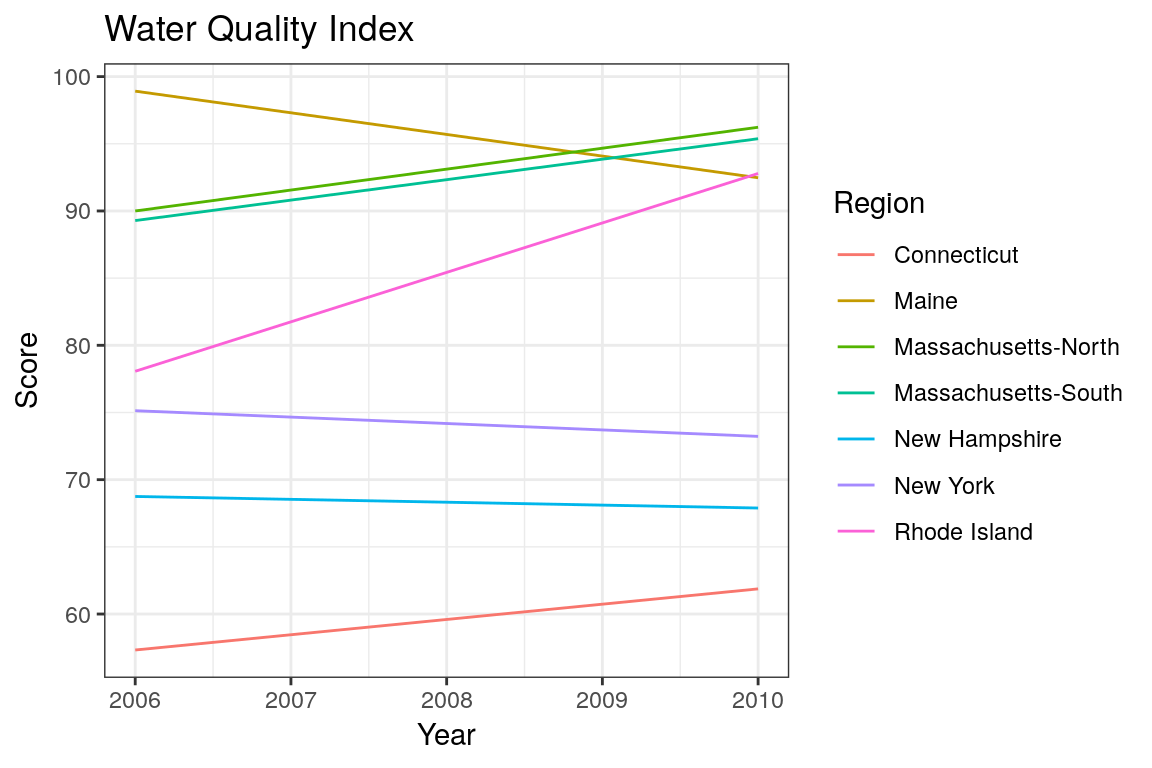 Water Quality Index
100
90
80
70
60
Score
2006 2007 2008 2009 2010
Year
Region
Connecticut
Maine
Massachusetts-North
Massachusetts-South
New Hampshire
New York
Rhode Island